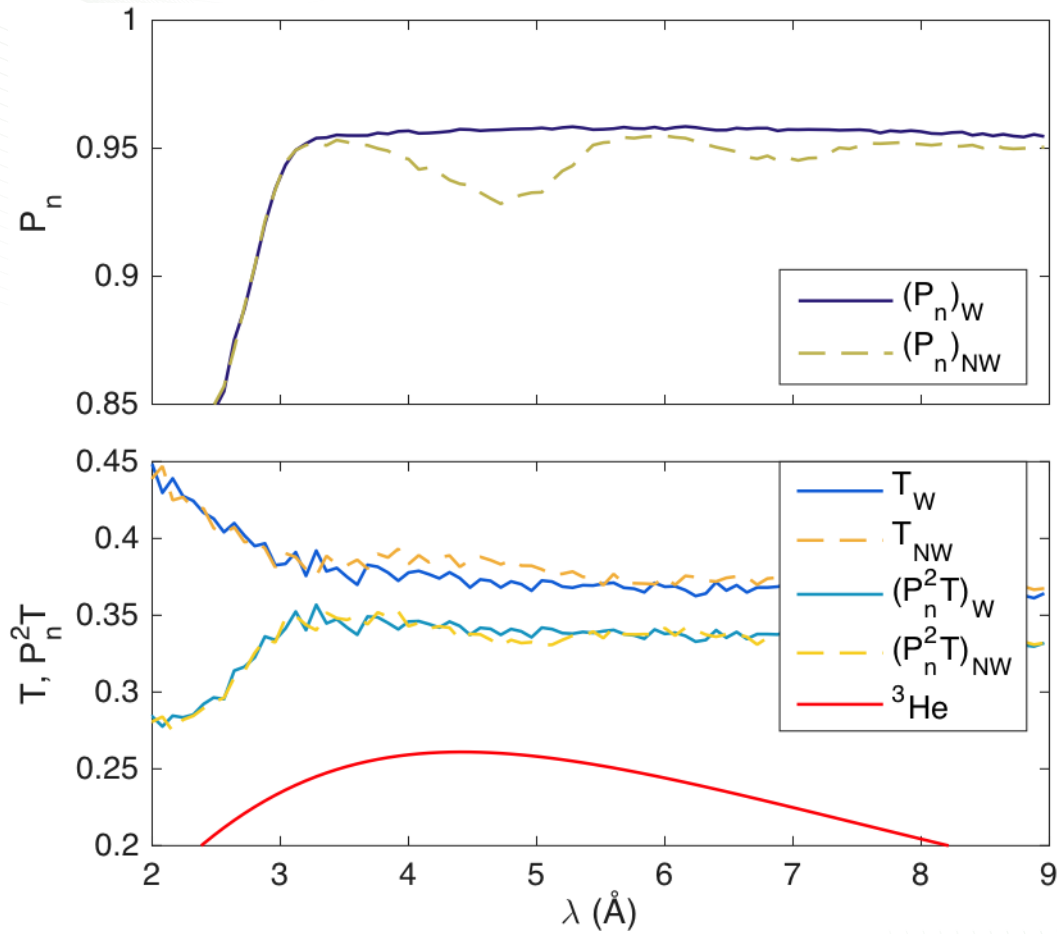 1
0.95
0.9
0.85
P_n
(P_n)_W
(P_n)_NW
0.45
0.4
0.35
0.3
0.25
0.2
T, P_n^2T
T_W
T_NW
(P_n^2T)_W
(P_n^2T)_NW
^3He
2 3 4 5 6 7 8 9
λ (Å)